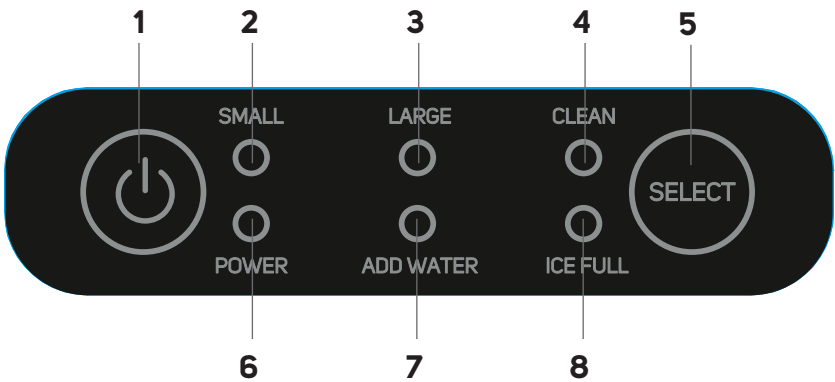 1 2 3 4 5
SMALL LARGE CLEAN
SELECT
POWER ADD WATER ICE FULL
6 7 8